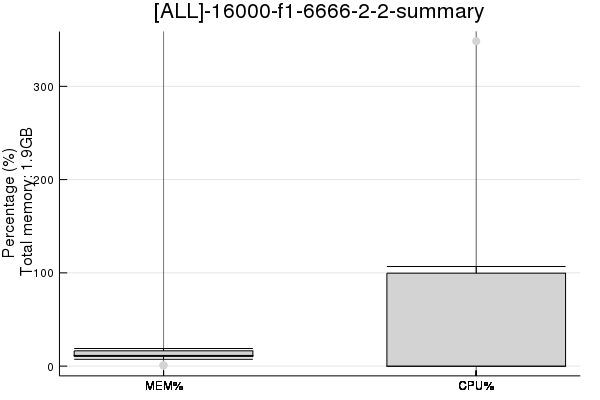 [ALL]-16000-f1-6666-2-2-summary
Percentage (%)
Total memory: 1.9GB
300
200
100
0
MEM%
CPU%